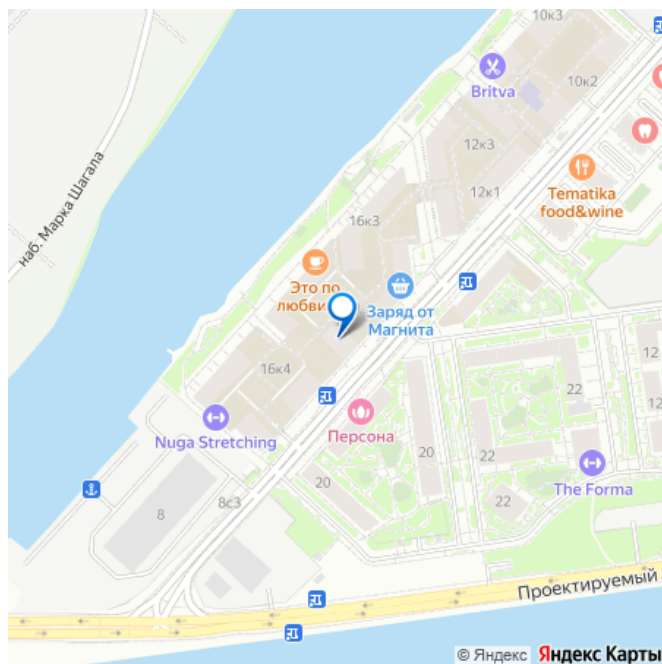 10к3
10к2
Britva
12к3
12к1
Tematika
food&wine
наб. Марка Шагала
16к3
Это по
любви
Заряд от
Магнита
16к4
12
22
12
Персона
Nuga Stretching
20
22
20
The Forma
22
8
8с3
Проектируемый
© Яндекс Яндекс Карты